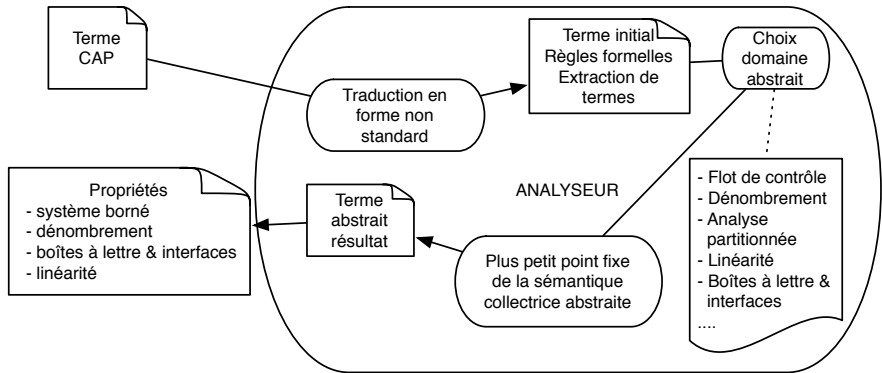 Terme
CAP
Traduction en
forme non
standard
Terme initial
Règles formelles
Extraction de
termes
Choix
domaine
abstrait
- Flot de contrôle
- Dénombrement
- Analyse
partitionnée
- Linéarité
- Boîtes à lettre &
interfaces
....
ANALYSEUR
Plus petit point fixe
de la sémantique
collectrice abstraite
Terme
abstrait
résultat
Propriétés
- système borné
- dénombrement
- boîtes à lettre & interfaces
- linéarité